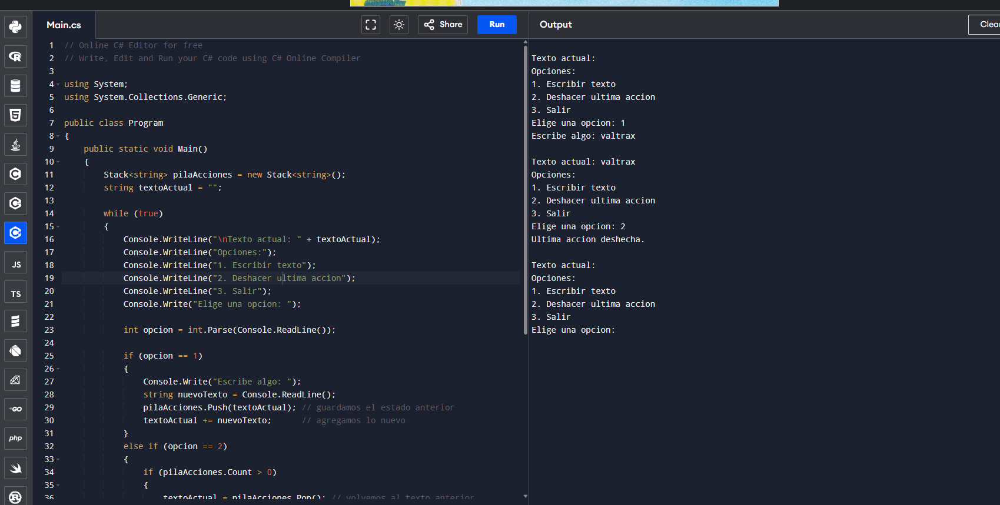 Main.cs
Share
Run
Output
Clear
1 // Online C# Editor for free
2 // Write, Edit and Run your C# code using C# Online Compiler
3
4 using System;
5 using System.Collections.Generic;
6
7 public class Program
8 {
9 public static void Main()
10 {
11 Stack<string> pilaAcciones = new Stack<string>();
12 string textoActual = "";
13
14 while (true)
15 {
16 Console.WriteLine("\nTexto actual: " + textoActual);
17 Console.WriteLine("Opciones:");
18 Console.WriteLine("1. Escribir texto");
19 Console.WriteLine("2. Deshacer ultima accion");
20 Console.WriteLine("3. Salir");
21 Console.Write("Elige una opcion: ");
22
23 int opcion = int.Parse(Console.ReadLine());
24
25 if (opcion == 1)
26 {
27 Console.Write("Escribe algo: ");
28 string nuevoTexto = Console.ReadLine();
29 pilaAcciones.Push(textoActual); // guardamos el estado anterior
30 textoActual += nuevoTexto; // agregamos lo nuevo
31 }
32 else if (opcion == 2)
33 {
34 if (pilaAcciones.Count > 0)
35 {
36 textoActual = pilaAcciones.Pop(); // volvemos al texto anterior
Texto actual:
Opciones:
1. Escribir texto
2. Deshacer ultima accion
3. Salir
Elige una opcion: 1
Escribe algo: valtrax
Texto actual: valtrax
Opciones:
1. Escribir texto
2. Deshacer ultima accion
3. Salir
Elige una opcion: 2
Ultima accion deshecha.
Texto actual:
Opciones:
1. Escribir texto
2. Deshacer ultima accion
3. Salir
Elige una opcion:
JS
TS
GO
php